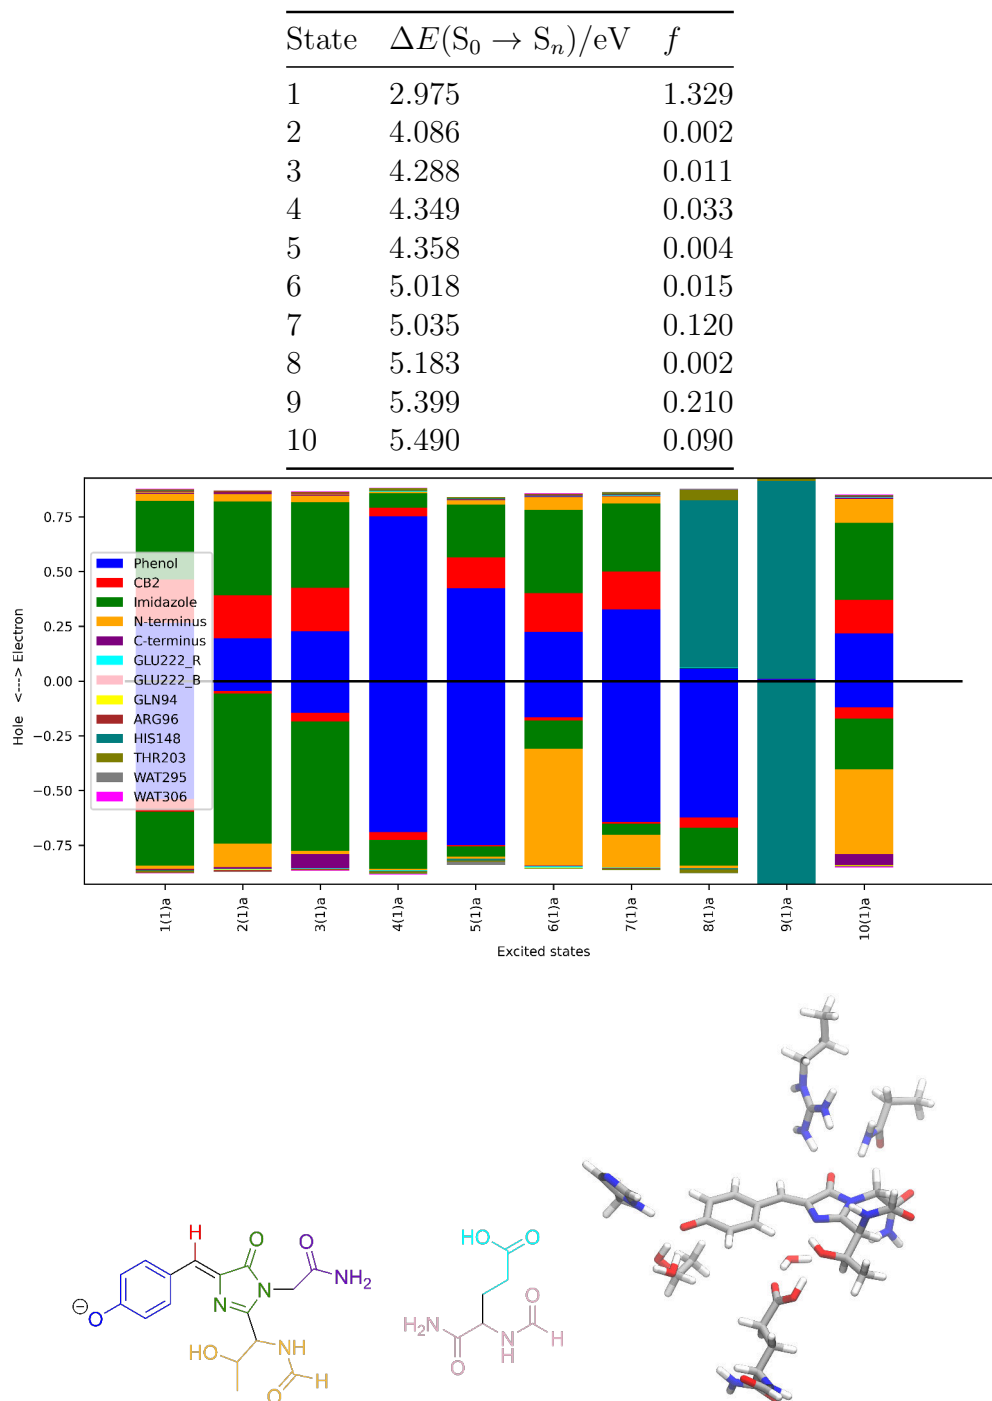 State ΔE(S₀ → Sₙ)/eV f
1 2.975 1.329
2 4.086 0.002
3 4.288 0.011
4 4.349 0.033
5 4.358 0.004
6 5.018 0.015
7 5.035 0.120
8 5.183 0.002
9 5.399 0.210
10 5.490 0.090
0.75
0.50
0.25
0.00
−0.25
−0.50
−0.75
Hole <---> Electron
Phenol
CB2
Imidazole
N-terminus
C-terminus
GLU222_R
GLU222_B
GLN94
ARG96
HIS148
THR203
WAT295
WAT306
1(1)a
2(1)a
3(1)a
4(1)a
5(1)a
6(1)a
7(1)a
8(1)a
9(1)a
10(1)a
Excited states
H
O
O
NH₂
N
N
⊖
O
HO
NH
H
O
HO
O
H₂N
O
N
H
O
H